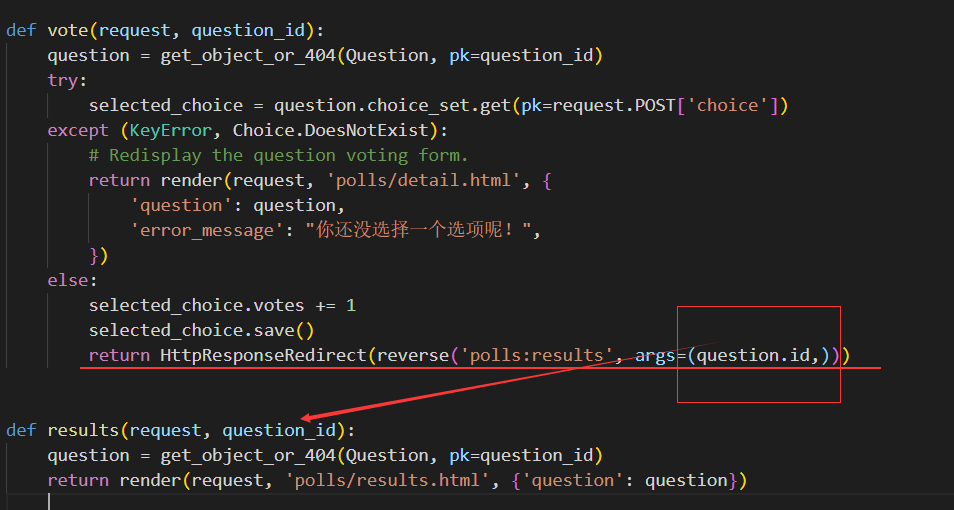 def vote(request, question_id):
question = get_object_or_404(Question, pk=question_id)
try:
selected_choice = question.choice_set.get(pk=request.POST['choice'])
except (KeyError, Choice.DoesNotExist):
# Redisplay the question voting form.
return render(request, 'polls/detail.html', {
'question': question,
'error_message': "你还没选择一个选项呢！",
})
else:
selected_choice.votes += 1
selected_choice.save()
return HttpResponseRedirect(reverse('polls:results', args=(question.id,)))
def results(request, question_id):
question = get_object_or_404(Question, pk=question_id)
return render(request, 'polls/results.html', {'question': question})